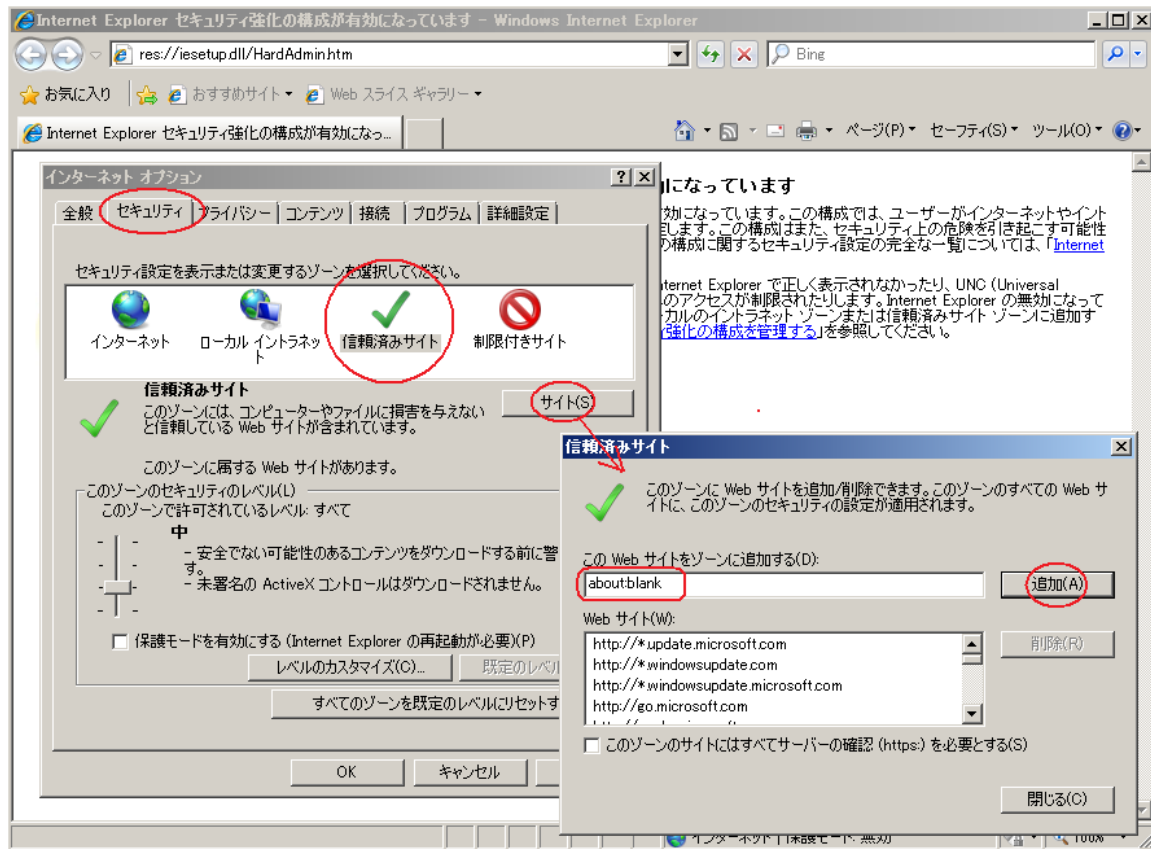 Internet Explorer セキュリティ強化の構成が有効になっています - Windows Internet Explorer
res://iesetup.dll/HardAdmin.htm
Bing
お気に入り
おすすめサイト
Web スライス ギャラリー
Internet Explorer セキュリティ強化の構成が有効になっ...
ページ(P)
セーフティ(S)
ツール(O)
になっています
効になっています。この構成では、ユーザーがインターネットやイント
します。この構成はまた、セキュリティ上の危険を引き起こす可能性
の構成に関するセキュリティ設定の完全な一覧については、「Internet
nternet Explorer で正しく表示されなかったり、UNC (Universal
のアクセスが制限されたりします。Internet Explorer の無効になって
カルのイントラネット ゾーンまたは信頼済みサイト ゾーンに追加す
強化の構成を管理する」を参照してください。
インターネット オプション
全般
セキュリティ
プライバシー
コンテンツ
接続
プログラム
詳細設定
セキュリティ設定を表示または変更するゾーンを選択してください。
インターネット
ローカル イントラネッ
ト
信頼済みサイト
制限付きサイト
信頼済みサイト
このゾーンには、コンピューターやファイルに損害を与えない
と信頼している Web サイトが含まれています。
サイト(S)
このゾーンに属する Web サイトがあります。
このゾーンのセキュリティのレベル(L)
このゾーンで許可されているレベル: すべて
中
- 安全でない可能性のあるコンテンツをダウンロードする前に警
す。
- 未署名の ActiveX コントロールはダウンロードされません。
保護モードを有効にする (Internet Explorer の再起動が必要)(P)
レベルのカスタマイズ(C)...
既定のレベル
すべてのゾーンを既定のレベルにリセットす
OK
キャンセル
信頼済みサイト
このゾーンに Web サイトを追加/削除できます。このゾーンのすべての Web サ
イトに、このゾーンのセキュリティの設定が適用されます。
この Web サイトをゾーンに追加する(D):
about:blank
追加(A)
Web サイト(W):
http://*.update.microsoft.com
http://*.windowsupdate.com
http://*.windowsupdate.microsoft.com
http://go.microsoft.com
削除(R)
このゾーンのサイトにはすべてサーバーの確認 (https:) を必要とする(S)
閉じる(C)
インターネット | 保護モード: 無効
100%